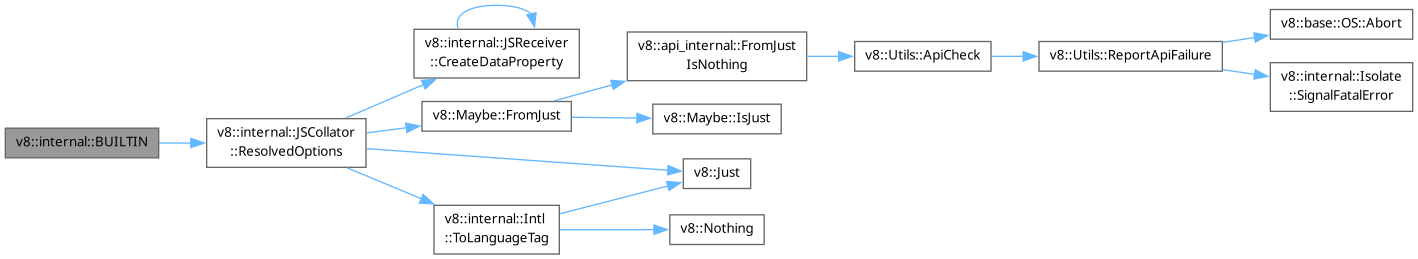 v8::internal::BUILTIN
v8::internal::JSCollator
::ResolvedOptions
v8::internal::JSReceiver
::CreateDataProperty
v8::Maybe::FromJust
v8::internal::Intl
::ToLanguageTag
v8::api_internal::FromJust
IsNothing
v8::Maybe::IsJust
v8::Just
v8::Nothing
v8::Utils::ApiCheck
v8::Utils::ReportApiFailure
v8::base::OS::Abort
v8::internal::Isolate
::SignalFatalError